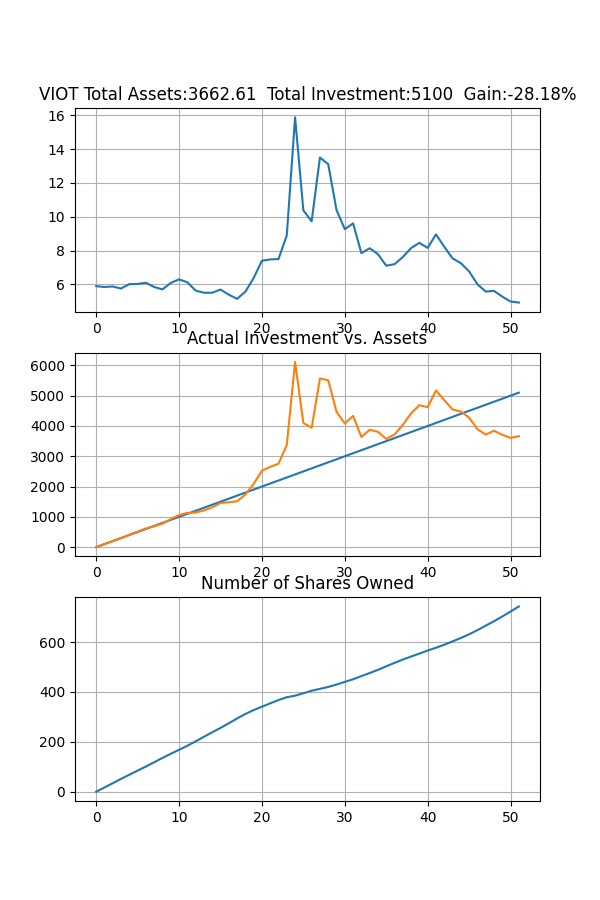 VIOT Total Assets:3662.61  Total Investment:5100  Gain:-28.18%
16
14
12
10
8
6
0 10 20 30 40 50
Actual Investment vs. Assets
6000
5000
4000
3000
2000
1000
0
0 10 20 30 40 50
Number of Shares Owned
600
400
200
0
0 10 20 30 40 50